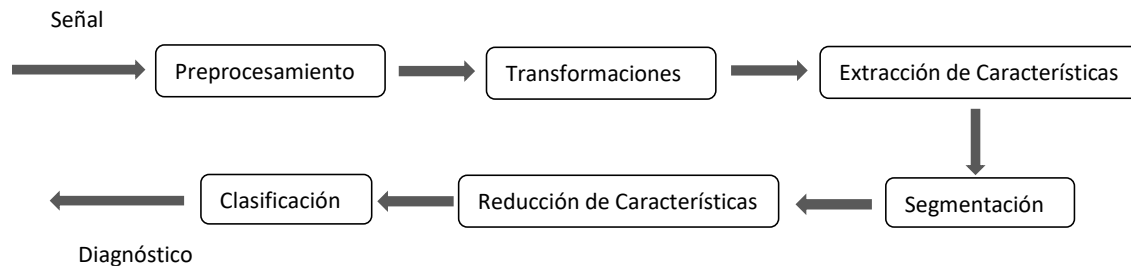 Señal
Preprocesamiento
Transformaciones
Extracción de Características
Segmentación
Reducción de Características
Clasificación
Diagnóstico